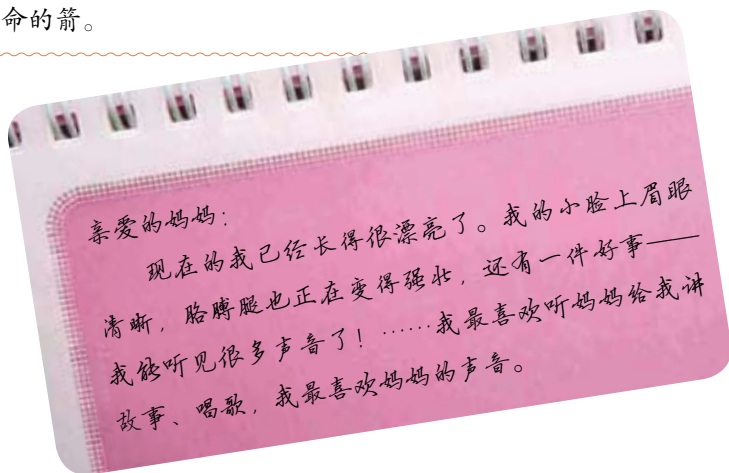 命的箭。
亲爱的妈妈：
现在的我已经长得很漂亮了。我的小脸上眉眼
清晰，胳膊腿也正在变得强壮，还有一件好事——
我能听见很多声音了！……我最喜欢听妈妈给我讲
故事、唱歌，我最喜欢妈妈的声音。